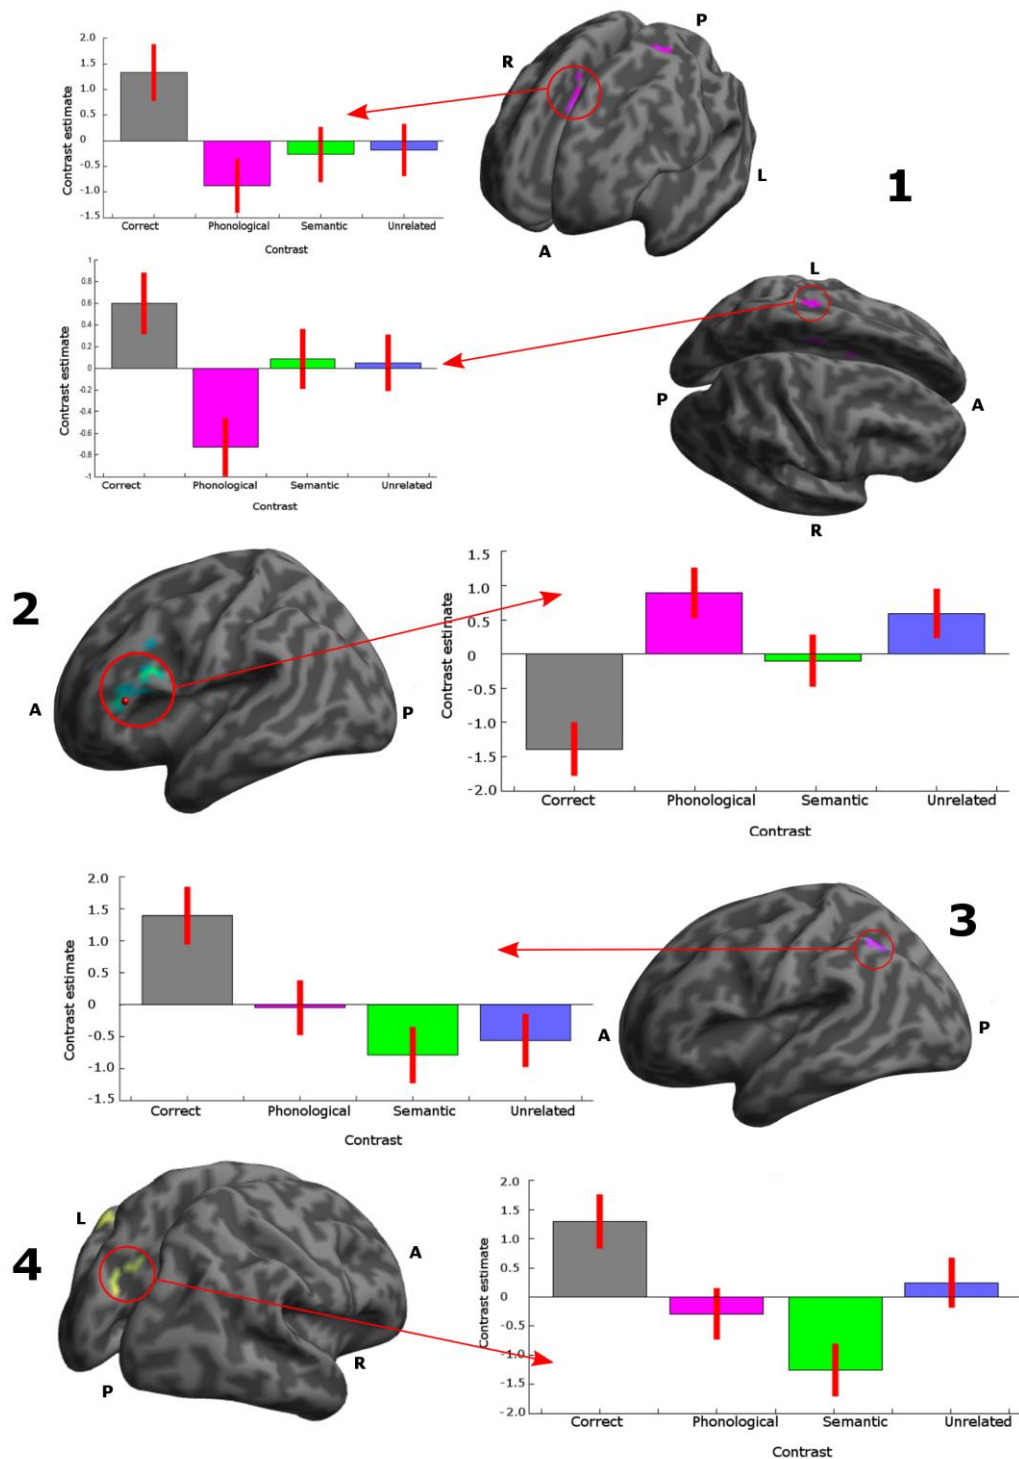 2.0
1.5
1.0
0.5
0
-0.5
-1.0
-1.5
Contrast estimate
Correct Phonological Semantic Unrelated
Contrast
P
R
L
A
1
1
0.8
0.6
0.4
0.2
0
-0.2
-0.4
-0.6
-0.8
-1
Contrast estimate
Correct Phonological Semantic Unrelated
Contrast
L
P
A
R
2
A
P
1.5
1.0
0.5
0
-0.5
-1.0
-1.5
-2.0
Contrast estimate
Correct Phonological Semantic Unrelated
Contrast
2.0
1.5
1.0
0.5
0
-0.5
-1.0
-1.5
Contrast estimate
Correct Phonological Semantic Unrelated
Contrast
3
A
P
4
L
A
R
P
2.0
1.5
1.0
0.5
0
-0.5
-1.0
-1.5
-2.0
Contrast estimate
Correct Phonological Semantic Unrelated
Contrast